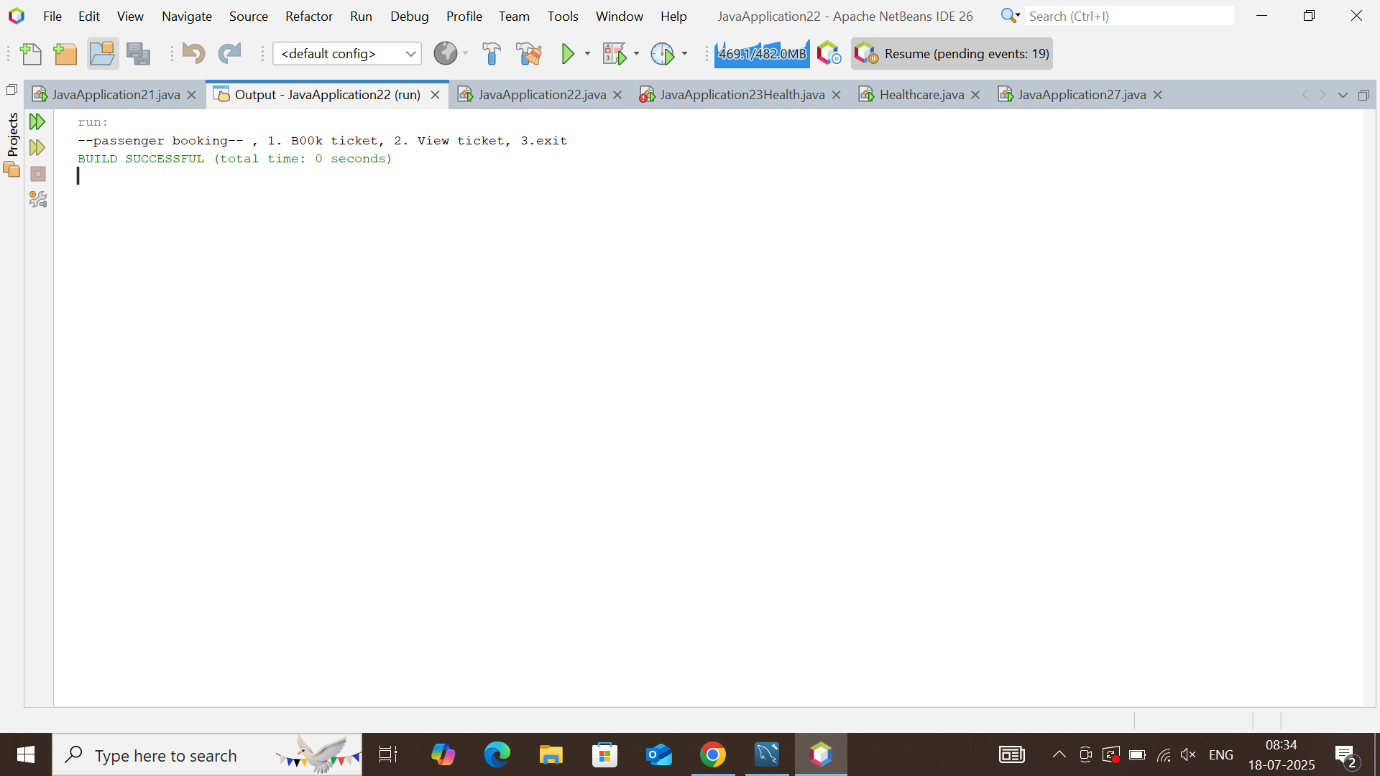 File Edit View Navigate Source Refactor Run Debug Profile Team Tools Window Help JavaApplication22 - Apache NetBeans IDE 26 Search (Ctrl+I)
<default config> 469.1/482.0MB Resume (pending events: 19)
JavaApplication21.java Output - JavaApplication22 (run) JavaApplication22.java JavaApplication23Health.java Healthcare.java JavaApplication27.java
Projects
run:
--passenger booking-- , 1. B00k ticket, 2. View ticket, 3.exit
BUILD SUCCESSFUL (total time: 0 seconds)
Type here to search
ENG
08:34
18-07-2025
2